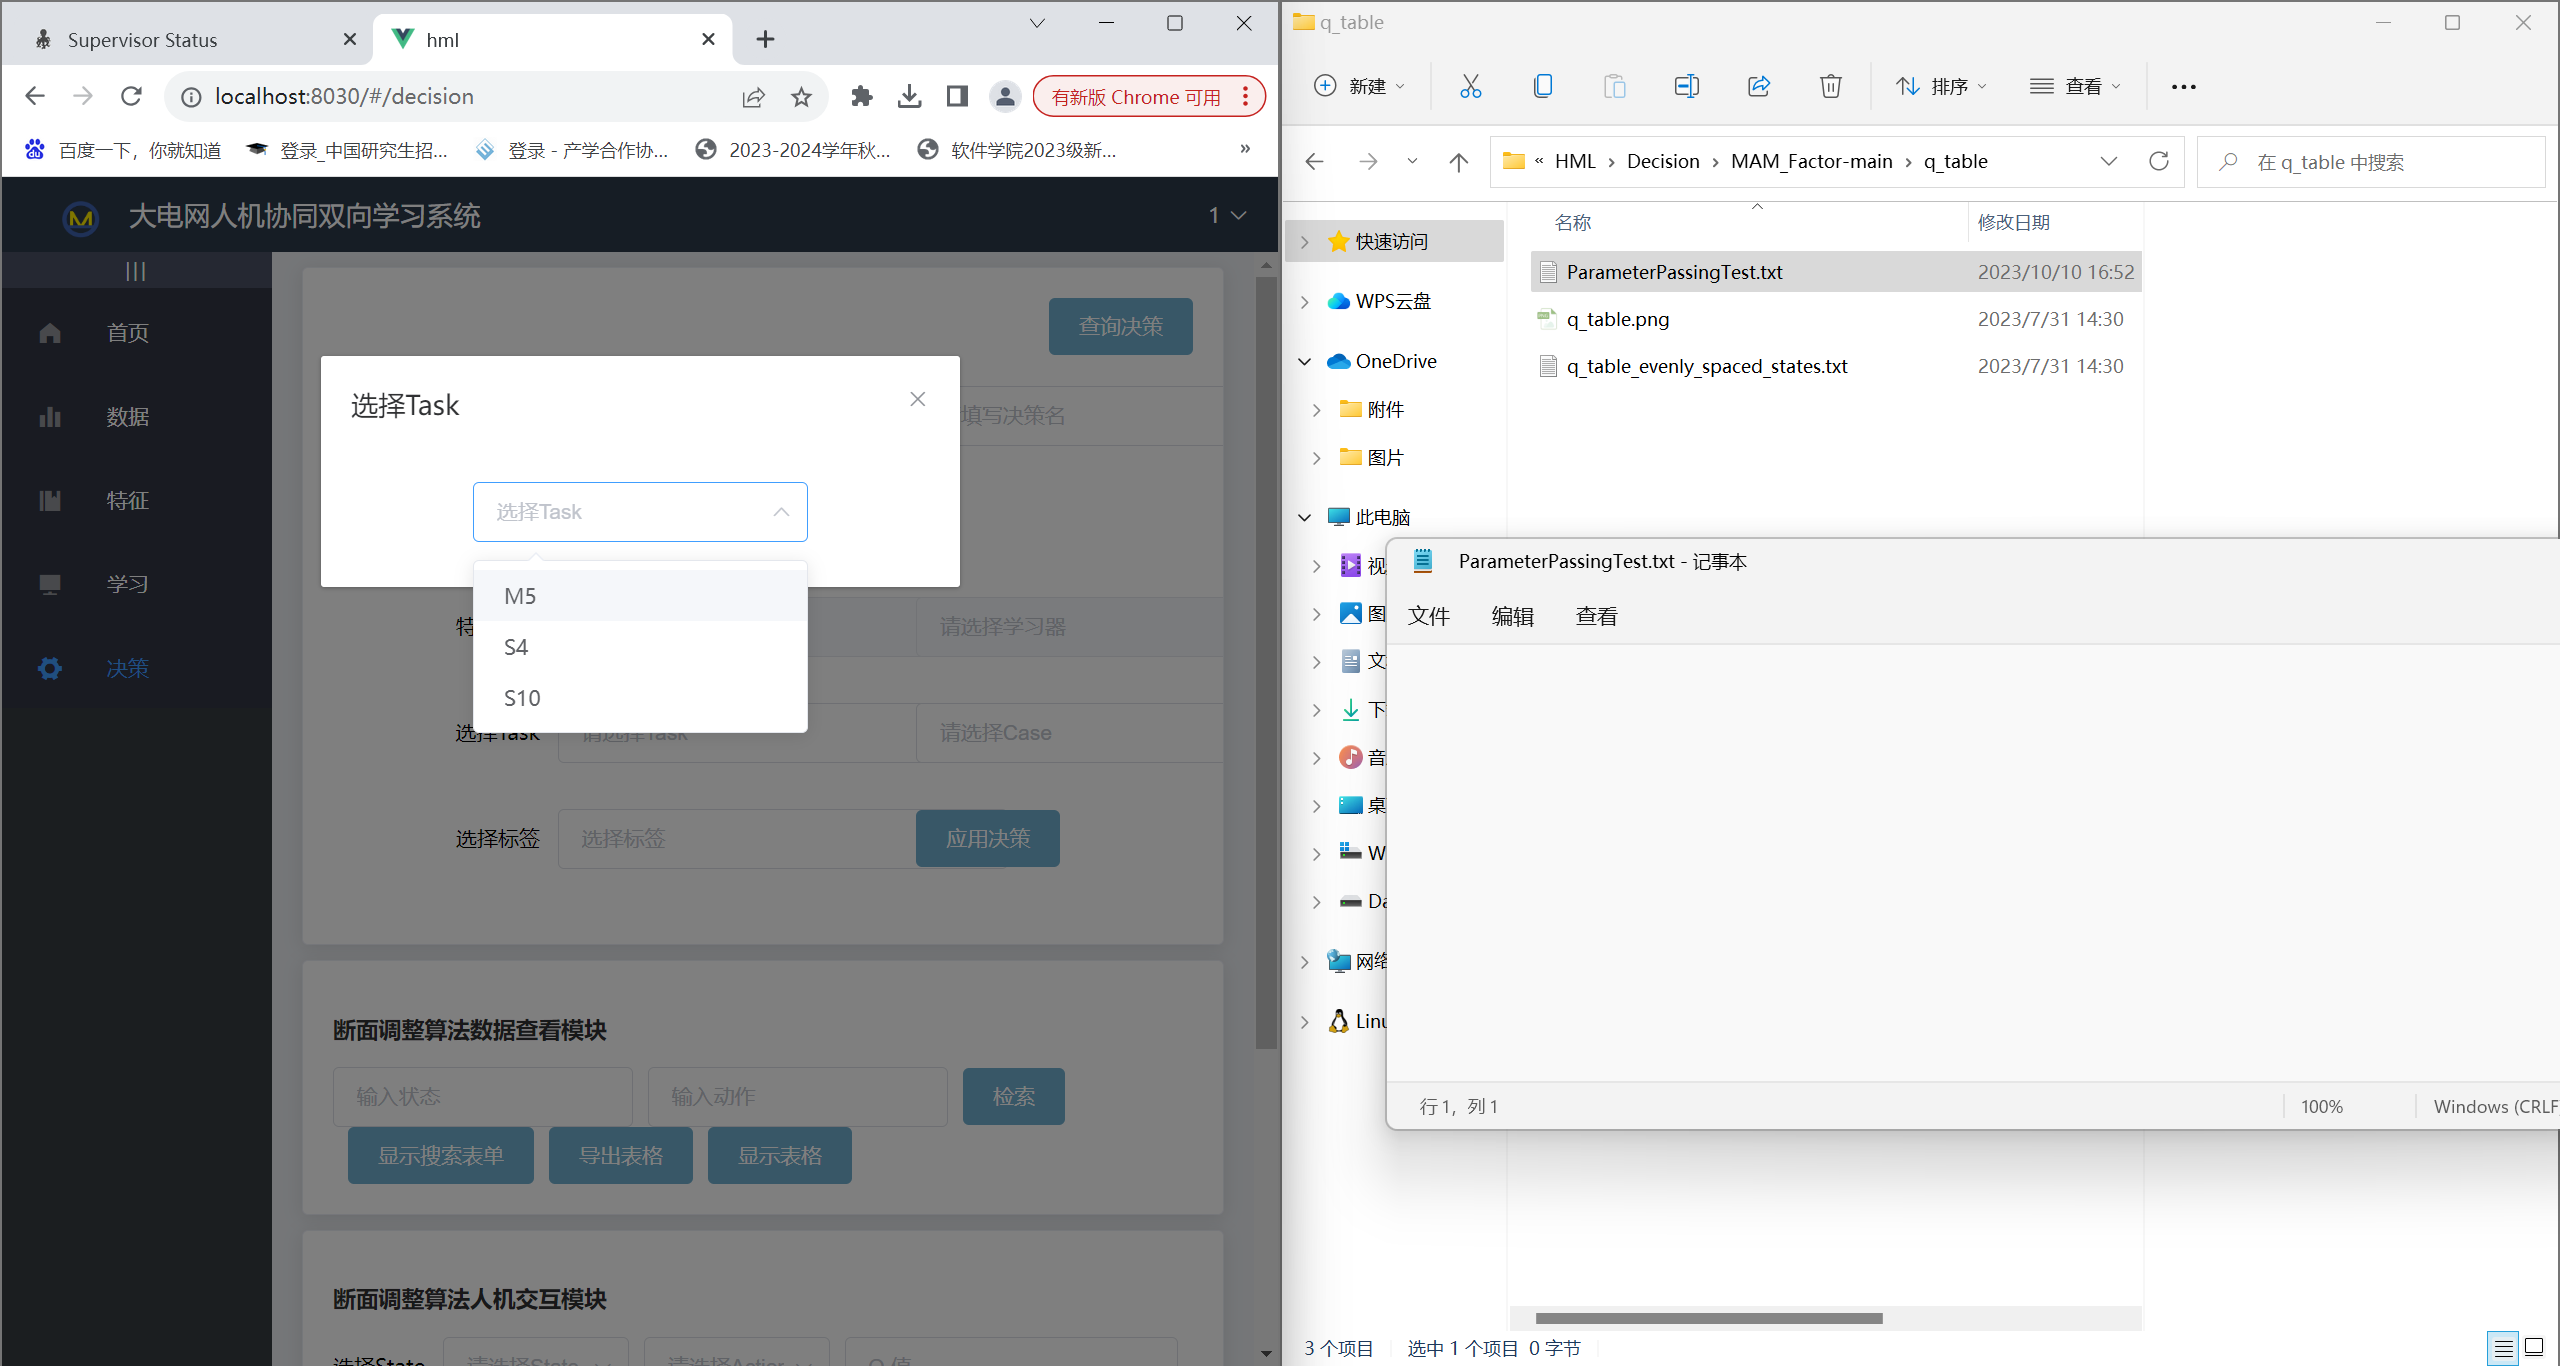 Supervisor Status
hml
localhost:8030/#/decision
有新版 Chrome 可用
百度一下，你就知道
登录_中国研究生招...
登录 - 产学合作协...
2023-2024学年秋...
软件学院2023级新...
»
大电网人机协同双向学习系统
1
首页
数据
特征
学习
决策
查询决策
填写决策名
选择Task
选择Task
M5
S4
S10
特
请选择学习器
选择Task
请选择Task
请选择Case
选择标签
选择标签
应用决策
断面调整算法数据查看模块
输入状态
输入动作
检索
显示搜索表单
导出表格
显示表格
断面调整算法人机交互模块
选择State
请选择State
请选择Action
Q 值
q_table
新建
排序
查看
« HML › Decision › MAM_Factor-main › q_table
在 q_table 中搜索
名称
修改日期
ParameterPassingTest.txt
2023/10/10 16:52
q_table.png
2023/7/31 14:30
q_table_evenly_spaced_states.txt
2023/7/31 14:30
快速访问
WPS云盘
OneDrive
附件
图片
此电脑
视
图
文
下
音
桌
W
Da
网络
Linu
ParameterPassingTest.txt - 记事本
文件
编辑
查看
行 1，列 1
100%
Windows (CRLF
3 个项目
选中 1 个项目 0 字节